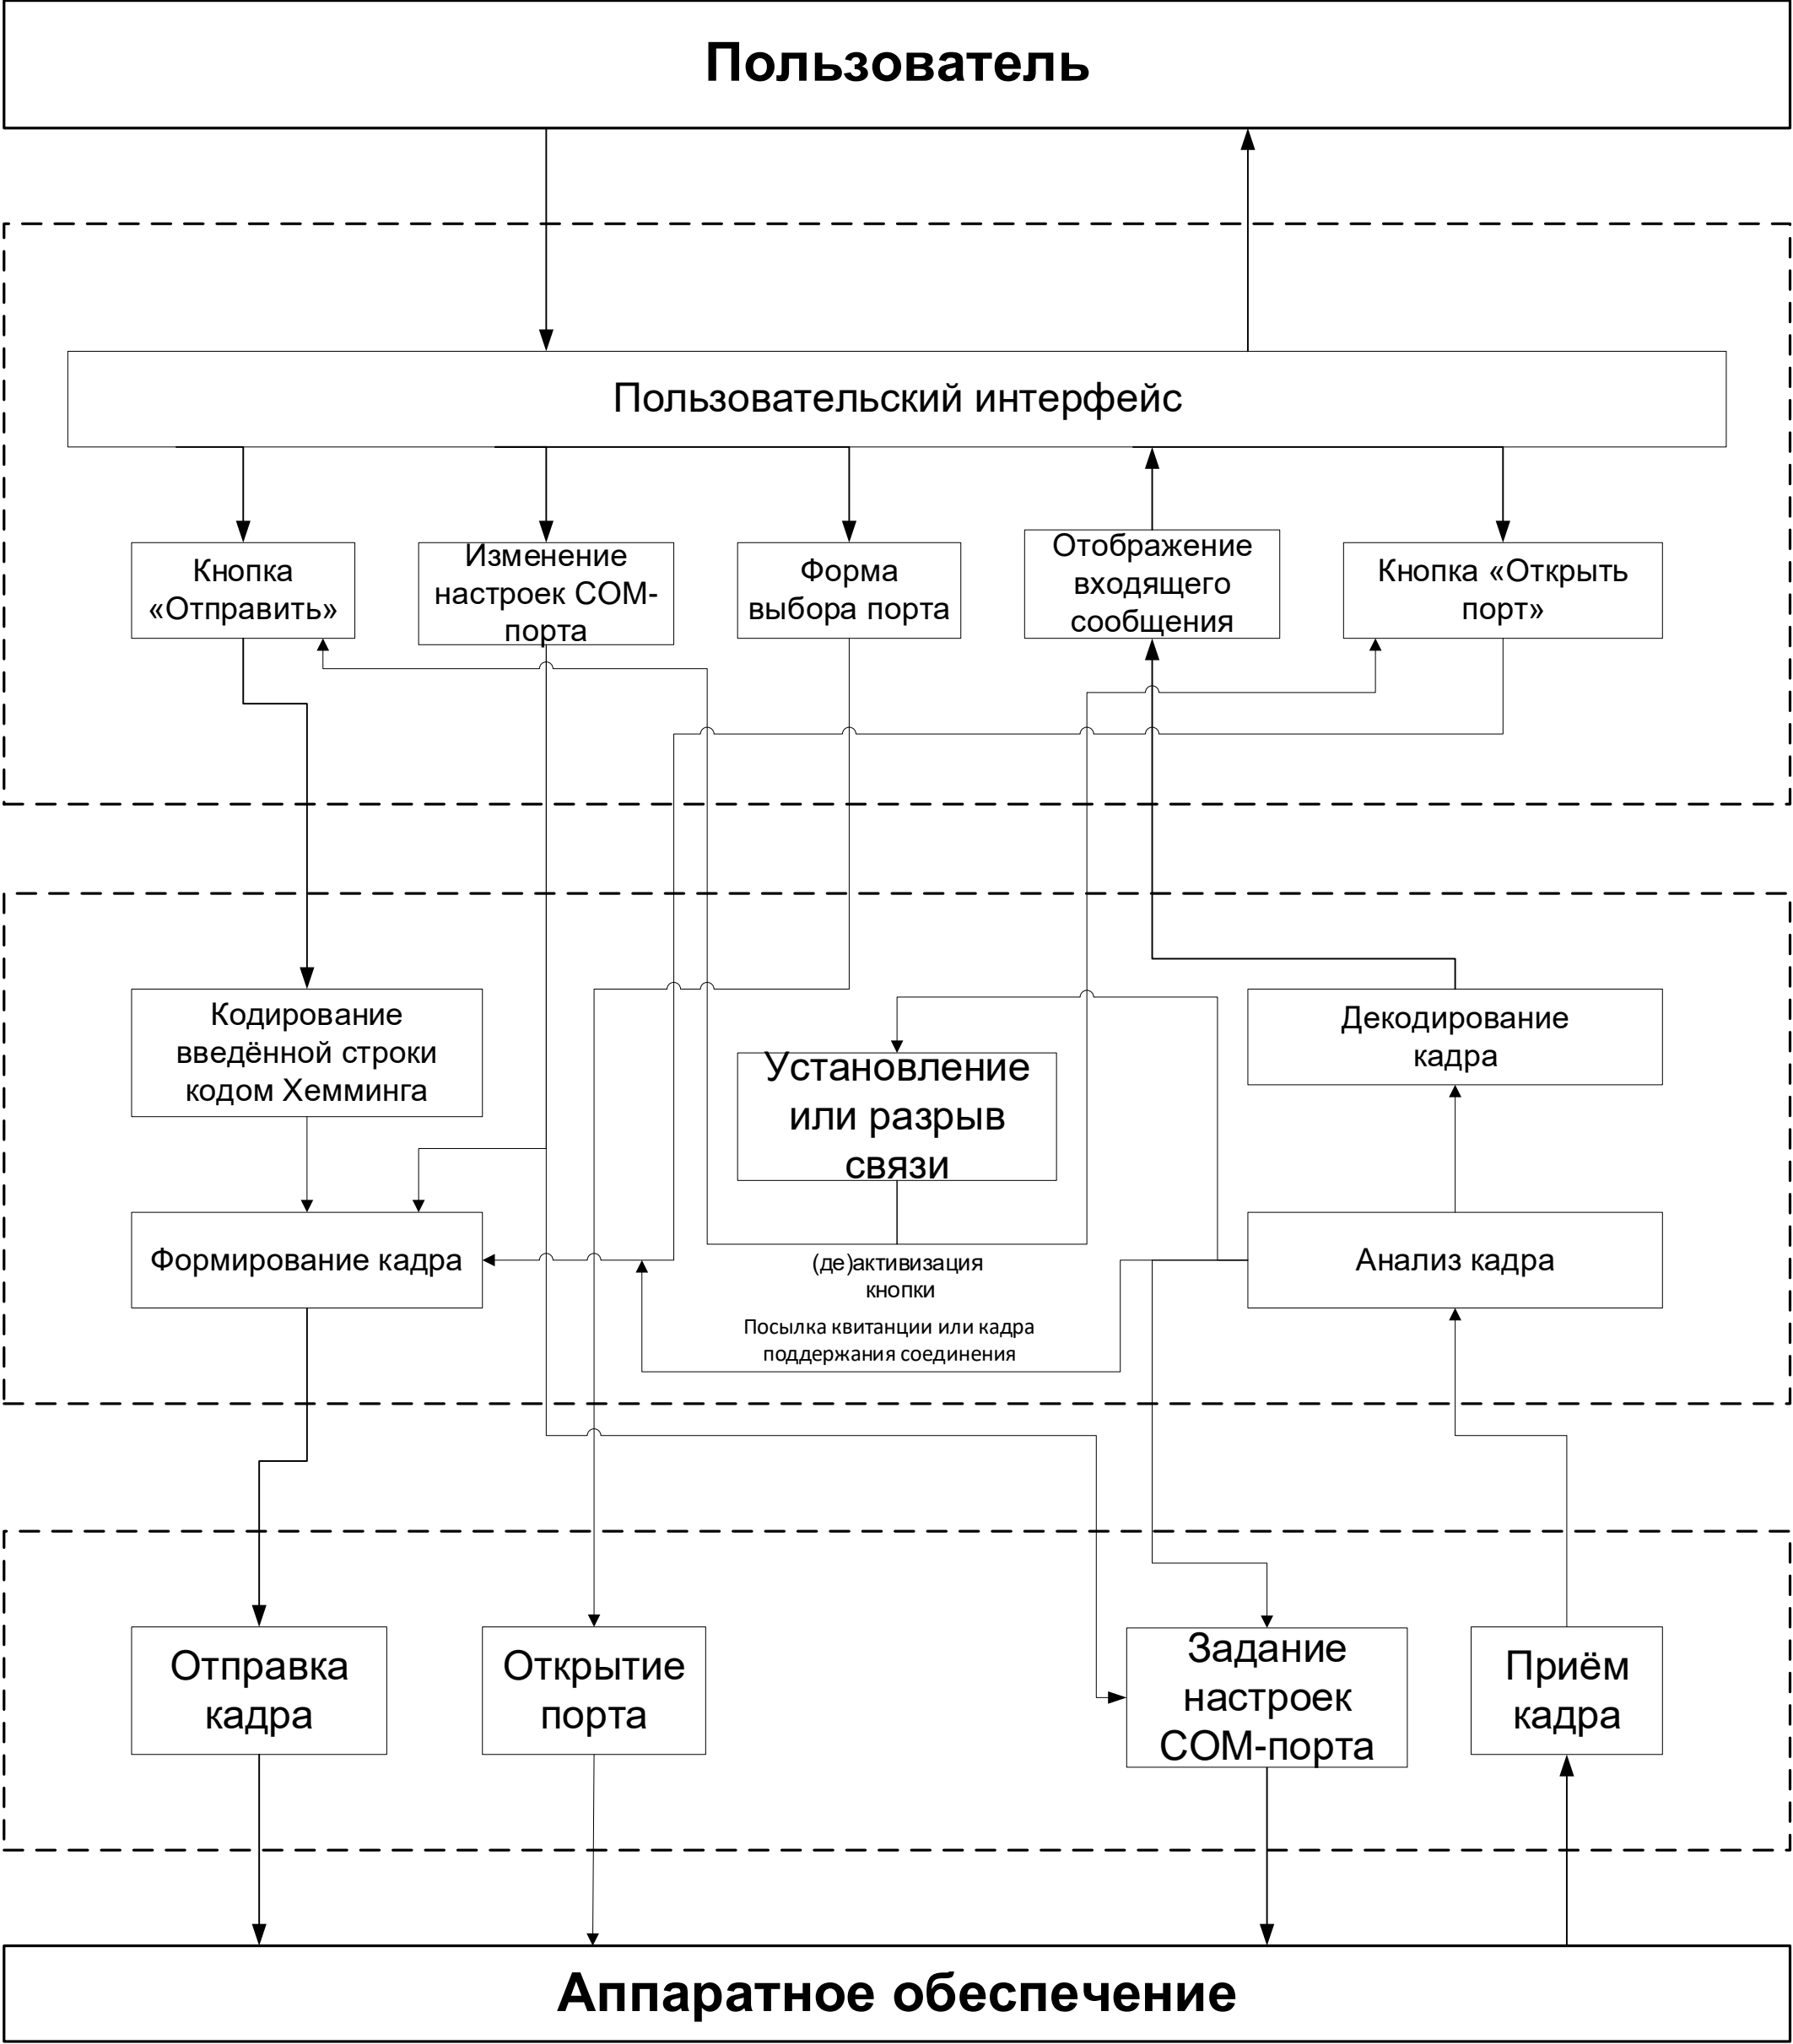 Пользователь
Пользовательский интерфейс
Кнопка
«Отправить»
Изменение
настроек COM-
порта
Форма
выбора порта
Отображение
входящего
сообщения
Кнопка «Открыть
порт»
Кодирование
введённой строки
кодом Хемминга
Установление
или разрыв
связи
Декодирование
кадра
Формирование кадра
(де)активизация
кнопки
Анализ кадра
Посылка квитанции или кадра
поддержания соединения
Отправка
кадра
Открытие
порта
Задание
настроек
COM-порта
Приём
кадра
Аппаратное обеспечение